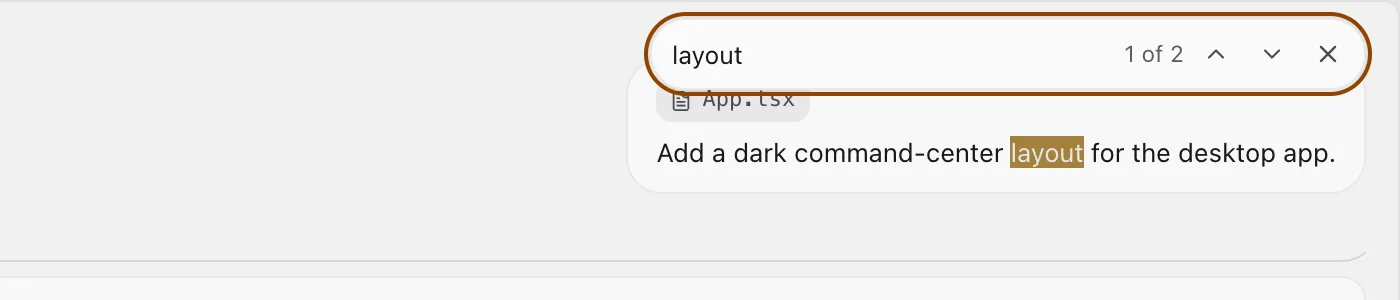 layout
1 of 2
App.tsx
Add a dark command-center layout for the desktop app.